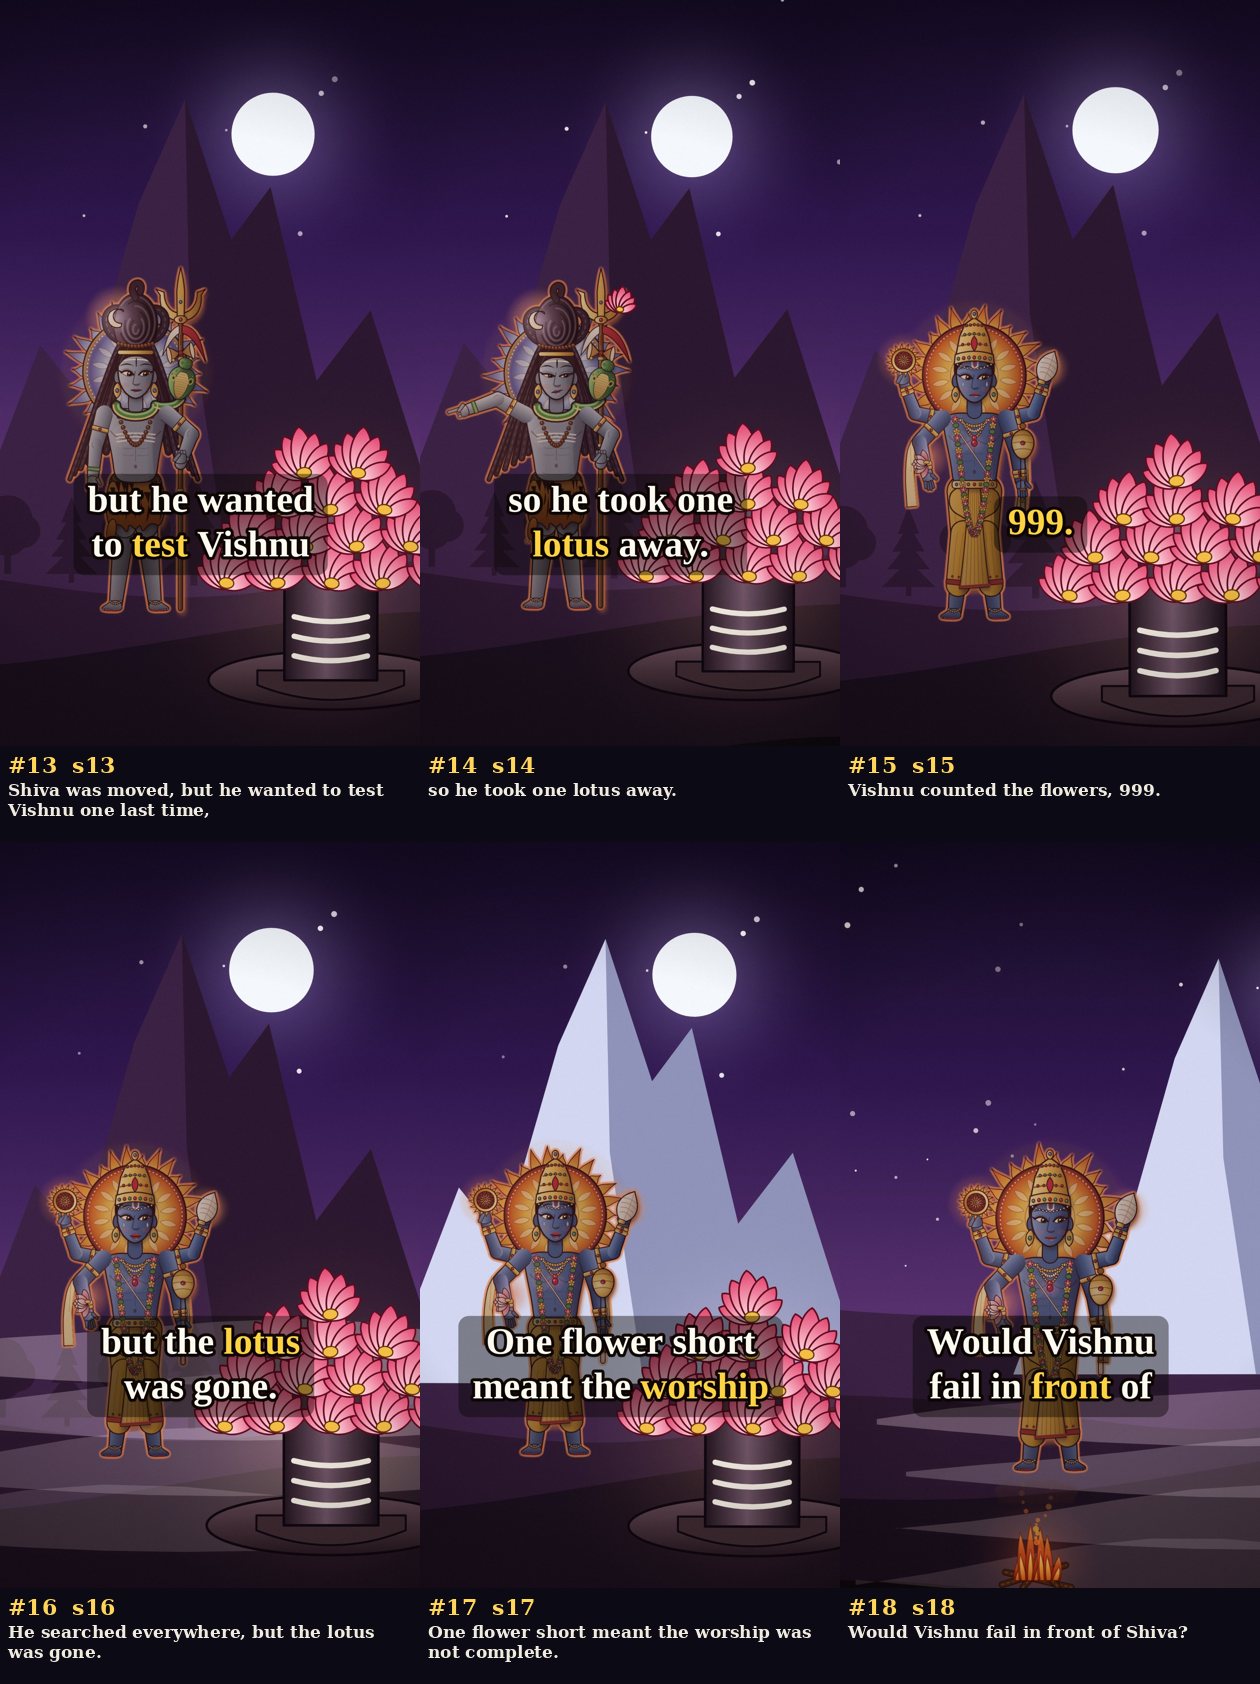 but he wanted
to test Vishnu
#13 s13
Shiva was moved, but he wanted to test
Vishnu one last time,
so he took one
lotus away.
#14 s14
so he took one lotus away.
999.
#15 s15
Vishnu counted the flowers, 999.
but the lotus
was gone.
#16 s16
He searched everywhere, but the lotus
was gone.
One flower short
meant the worship
#17 s17
One flower short meant the worship was
not complete.
Would Vishnu
fail in front of
#18 s18
Would Vishnu fail in front of Shiva?